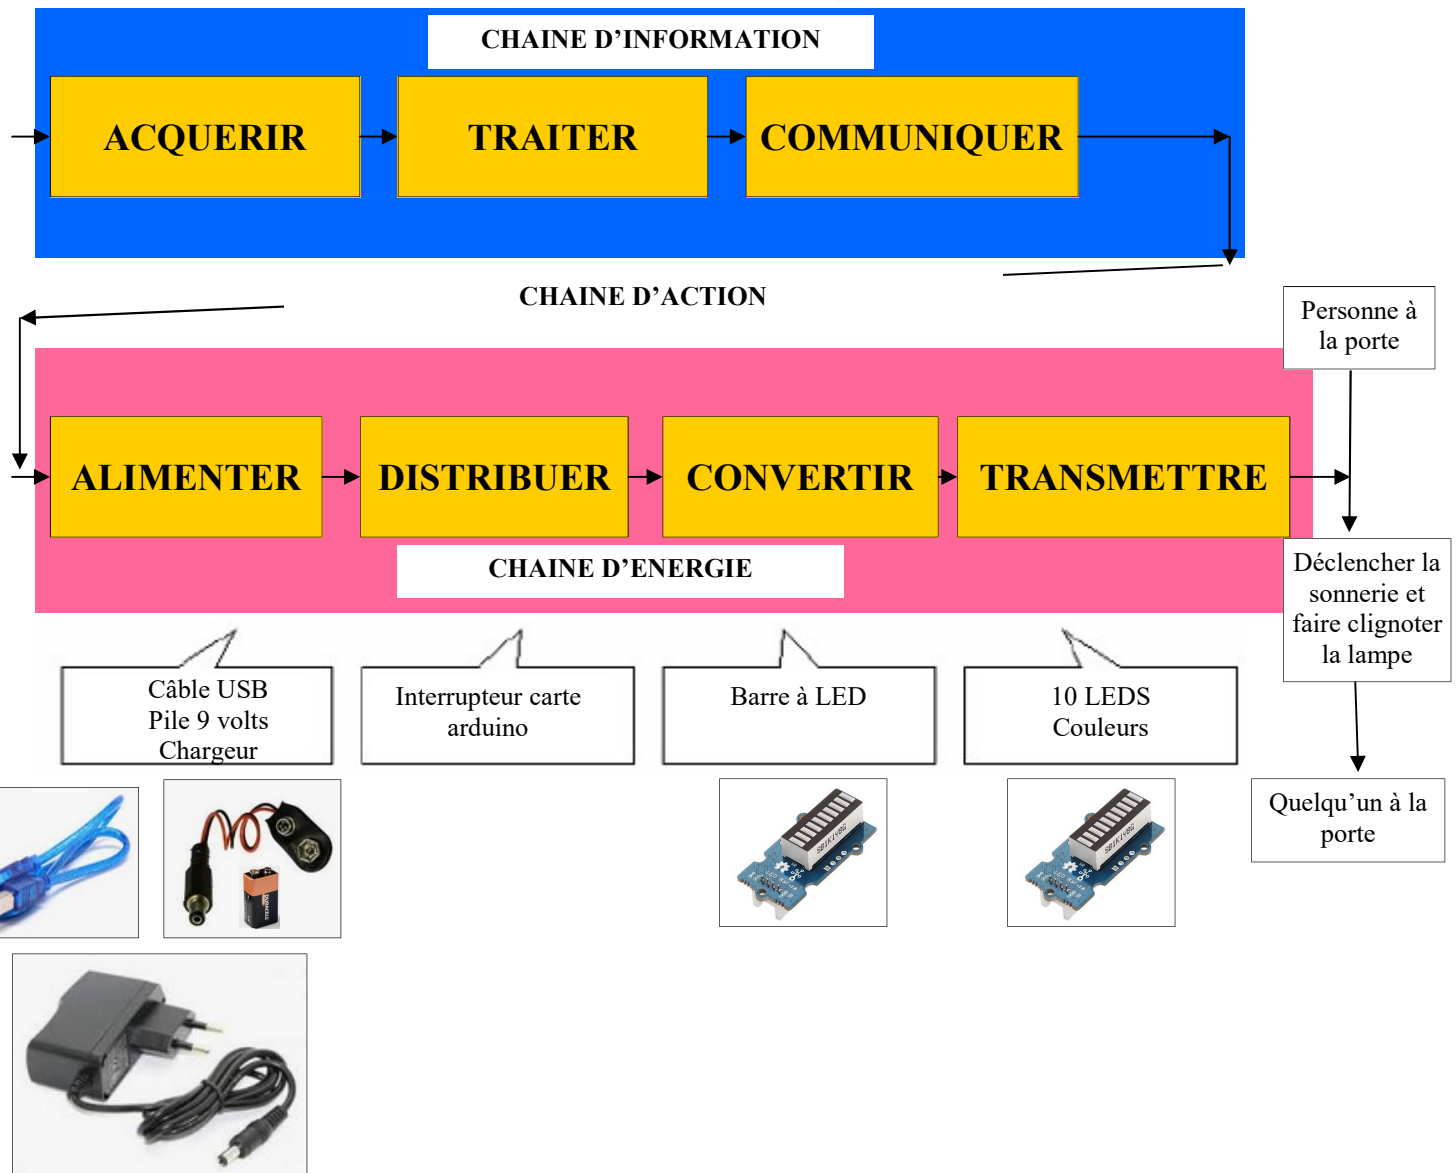 CHAINE D’INFORMATION
ACQUERIR
TRAITER
COMMUNIQUER
CHAINE D’ACTION
Personne à
la porte
ALIMENTER
DISTRIBUER
CONVERTIR
TRANSMETTRE
CHAINE D’ENERGIE
Déclencher la
sonnerie et
faire clignoter
la lampe
Câble USB
Pile 9 volts
Chargeur
Interrupteur carte
arduino
Barre à LED
10 LEDS
Couleurs
Quelqu’un à la
porte
DURACELL